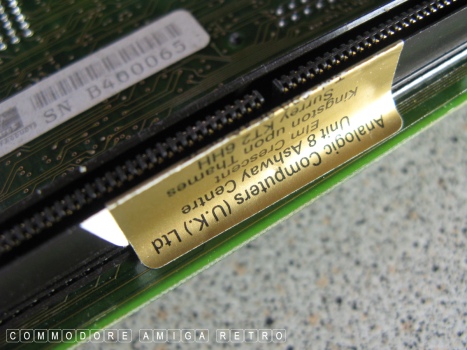 SN B460065
Analogic Computers (U.K.) Ltd
Unit 8 Ashway Centre
Elm Crescent
Kingston upon Thames
Surrey KT2 6HH
COMMODORE AMIGA RETRO